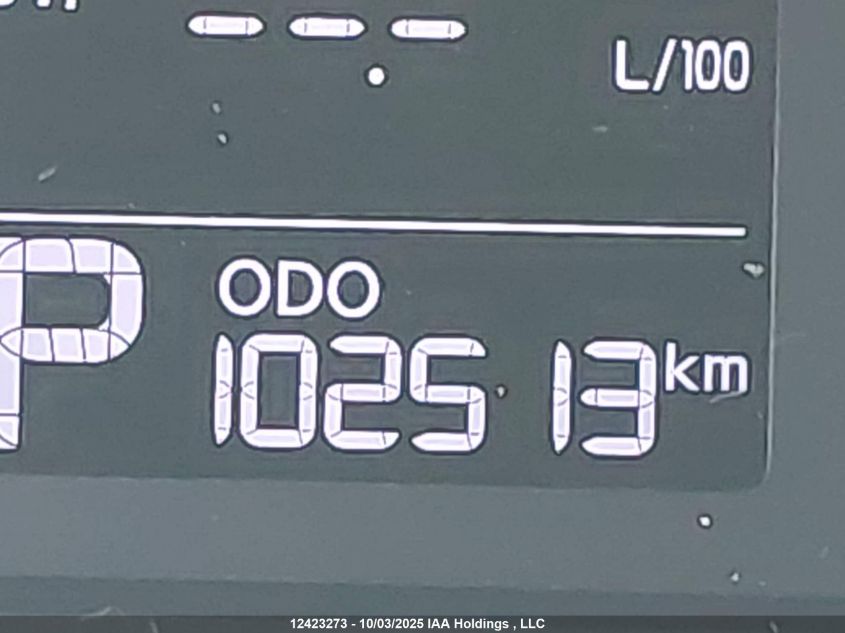 ---
L/100
P
ODO
102513 km
12423273 - 10/03/2025 IAA Holdings , LLC